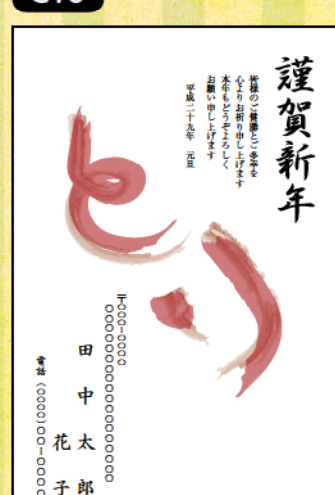 謹賀新年
皆様のご健勝とご多幸を
心よりお祈り申し上げます
本年もどうぞよろしく
お願い申し上げます
平成二十九年 元旦
とり
〒000-0000
田中太郎
花子
電話 (0000)00-0000